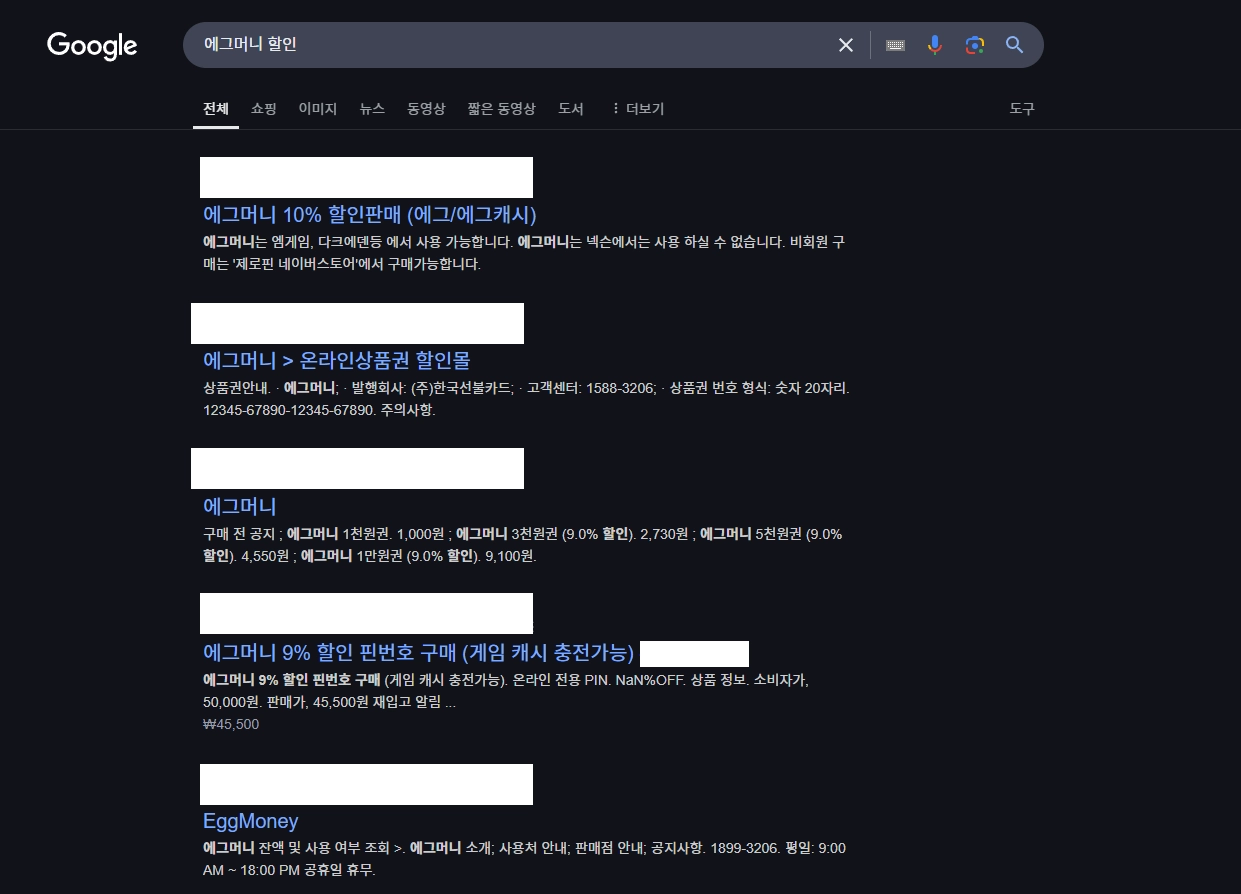 Google
에그머니 할인
전체 쇼핑 이미지 뉴스 동영상 짧은 동영상 도서 더보기 도구
에그머니 10% 할인판매 (에그/에그캐시)
에그머니는 엠게임, 다크에덴등 에서 사용 가능합니다. 에그머니는 넥슨에서는 사용 하실 수 없습니다. 비회원 구
매는 '제로핀 네이버스토어'에서 구매가능합니다.
에그머니 > 온라인상품권 할인몰
상품권안내. · 에그머니; · 발행회사: (주)한국선불카드; · 고객센터: 1588-3206; · 상품권 번호 형식: 숫자 20자리.
12345-67890-12345-67890. 주의사항.
에그머니
구매 전 공지 ; 에그머니 1천원권. 1,000원 ; 에그머니 3천원권 (9.0% 할인). 2,730원 ; 에그머니 5천원권 (9.0%
할인). 4,550원 ; 에그머니 1만원권 (9.0% 할인). 9,100원.
에그머니 9% 할인 핀번호 구매 (게임 캐시 충전가능)
에그머니 9% 할인 핀번호 구매 (게임 캐시 충전가능). 온라인 전용 PIN. NaN%OFF. 상품 정보. 소비자가,
50,000원. 판매가, 45,500원 재입고 알림 ...
₩45,500
EggMoney
에그머니 잔액 및 사용 여부 조회 >. 에그머니 소개; 사용처 안내; 판매점 안내; 공지사항. 1899-3206. 평일: 9:00
AM ~ 18:00 PM 공휴일 휴무.